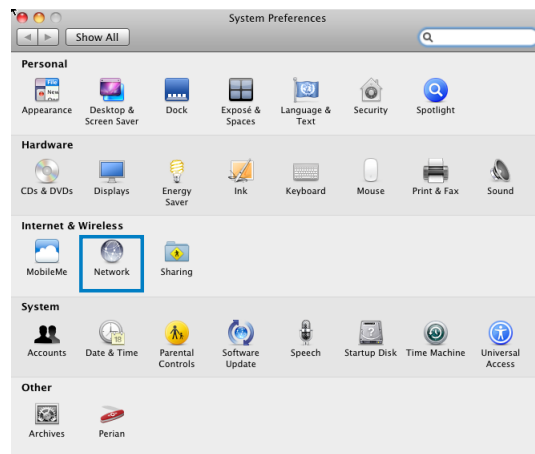 System Preferences
Show All
Personal
Appearance Desktop & Screen Saver Dock Exposé & Spaces Language & Text Security Spotlight
Hardware
CDs & DVDs Displays Energy Saver Ink Keyboard Mouse Print & Fax Sound
Internet & Wireless
MobileMe Network Sharing
System
Accounts Date & Time Parental Controls Software Update Speech Startup Disk Time Machine Universal Access
Other
Archives Perian